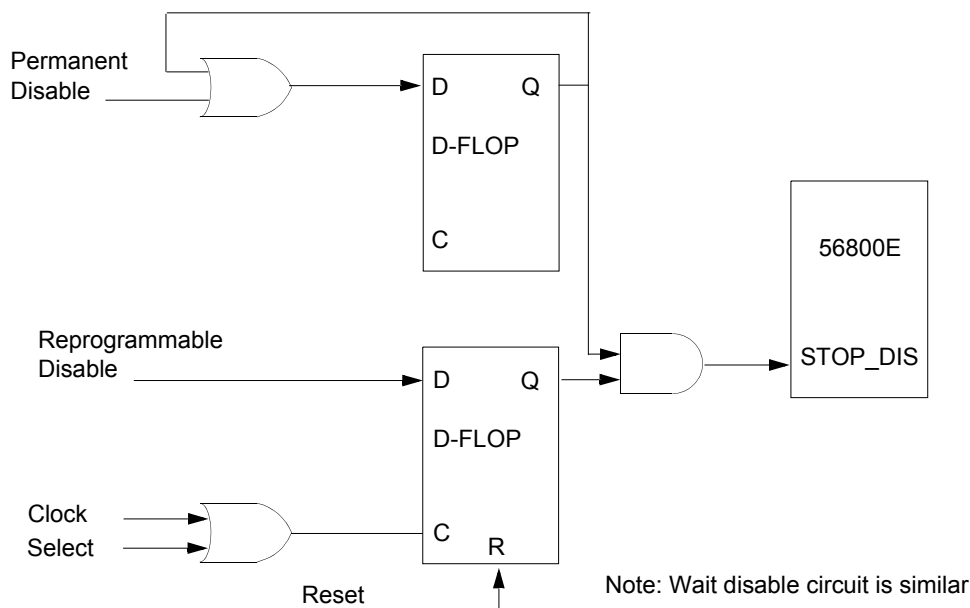 Permanent
Disable
D Q
D-FLOP
C
56800E
STOP_DIS
Reprogrammable
Disable
D Q
D-FLOP
Clock
Select
C
R
Reset
Note: Wait disable circuit is similar